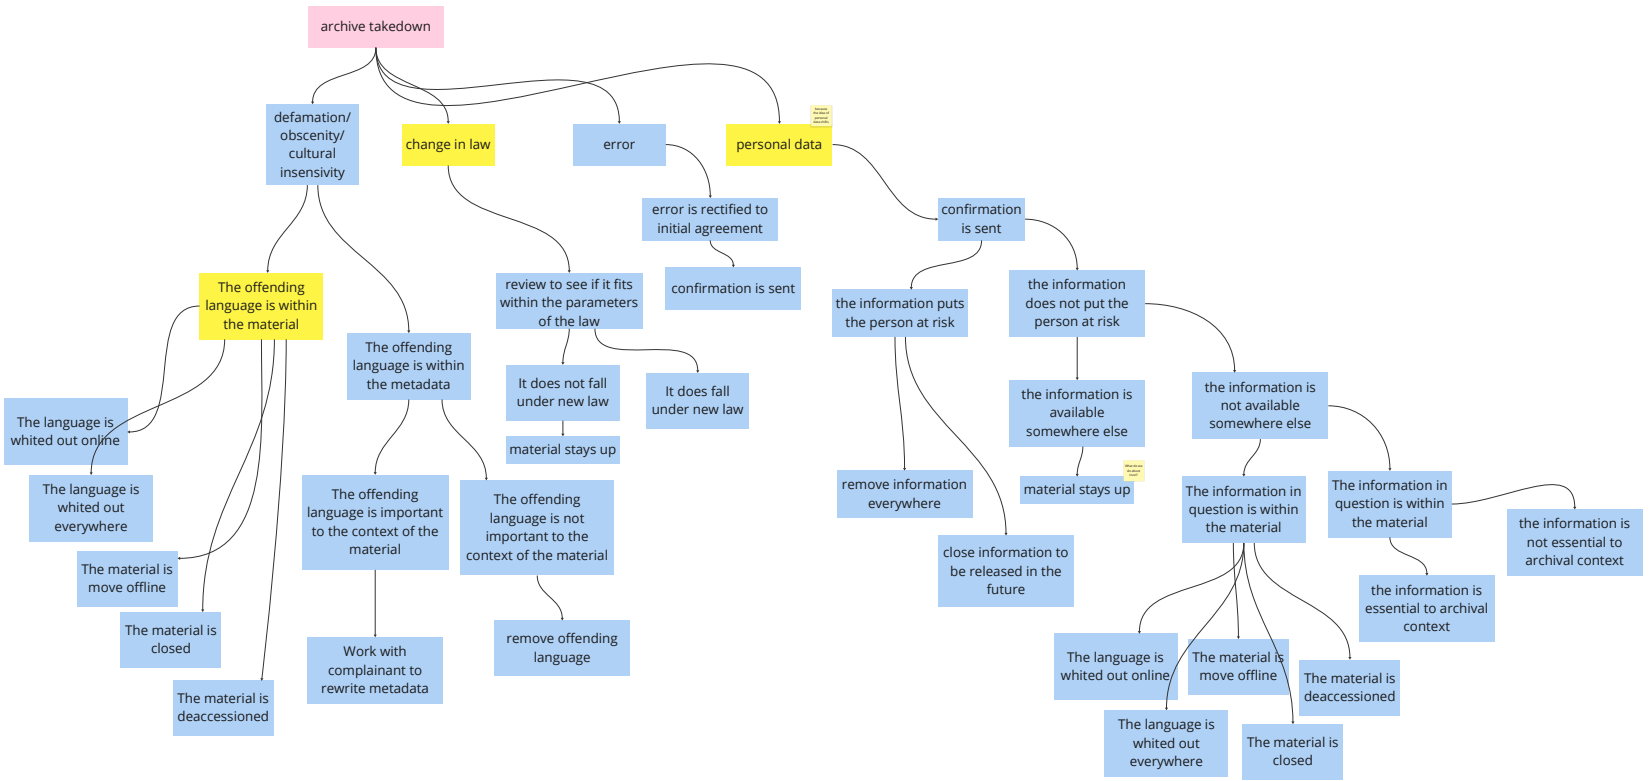 archive takedown
defamation/
obscenity/
cultural
insensivity
change in law
error
personal data
because
the idea of
personal
data shifts
error is rectified to
initial agreement
confirmation is sent
confirmation
is sent
The offending
language is within
the material
The offending
language is within
the metadata
review to see if it fits
within the parameters
of the law
the information puts
the person at risk
the information
does not put the
person at risk
The language is
whited out online
The language is
whited out
everywhere
The material is
move offline
The material is
closed
The material is
deaccessioned
The offending
language is important
to the context of the
material
The offending
language is not
important to the
context of the material
Work with
complainant to
rewrite metadata
remove offending
language
It does not fall
under new law
material stays up
It does fall
under new law
remove information
everywhere
close information to
be released in the
future
the information is
available
somewhere else
material stays up
the information is
not available
somewhere else
The information in
question is within
the material
The information in
question is within
the material
the information is
not essential to
archival context
the information is
essential to archival
context
The language is
whited out online
The material is
move offline
The material is
deaccessioned
The language is
whited out
everywhere
The material is
closed